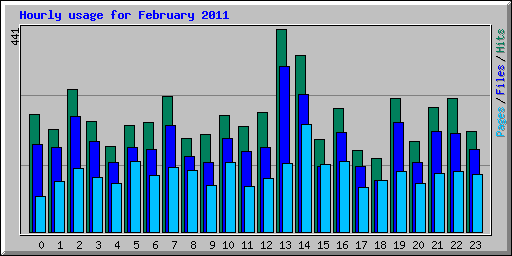 Hourly usage for February 2011
441
Pages / Files / Hits
0 1 2 3 4 5 6 7 8 9 10 11 12 13 14 15 16 17 18 19 20 21 22 23